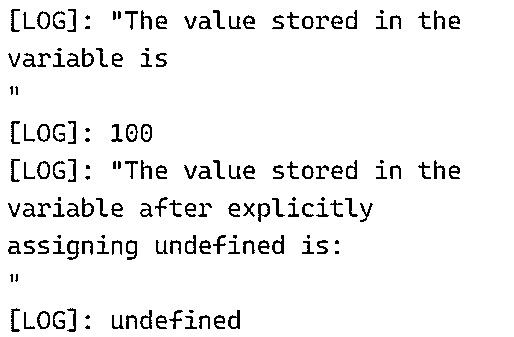 [LOG]: "The value stored in the
variable is
"
[LOG]: 100
[LOG]: "The value stored in the
variable after explicitly
assigning undefined is:
"
[LOG]: undefined